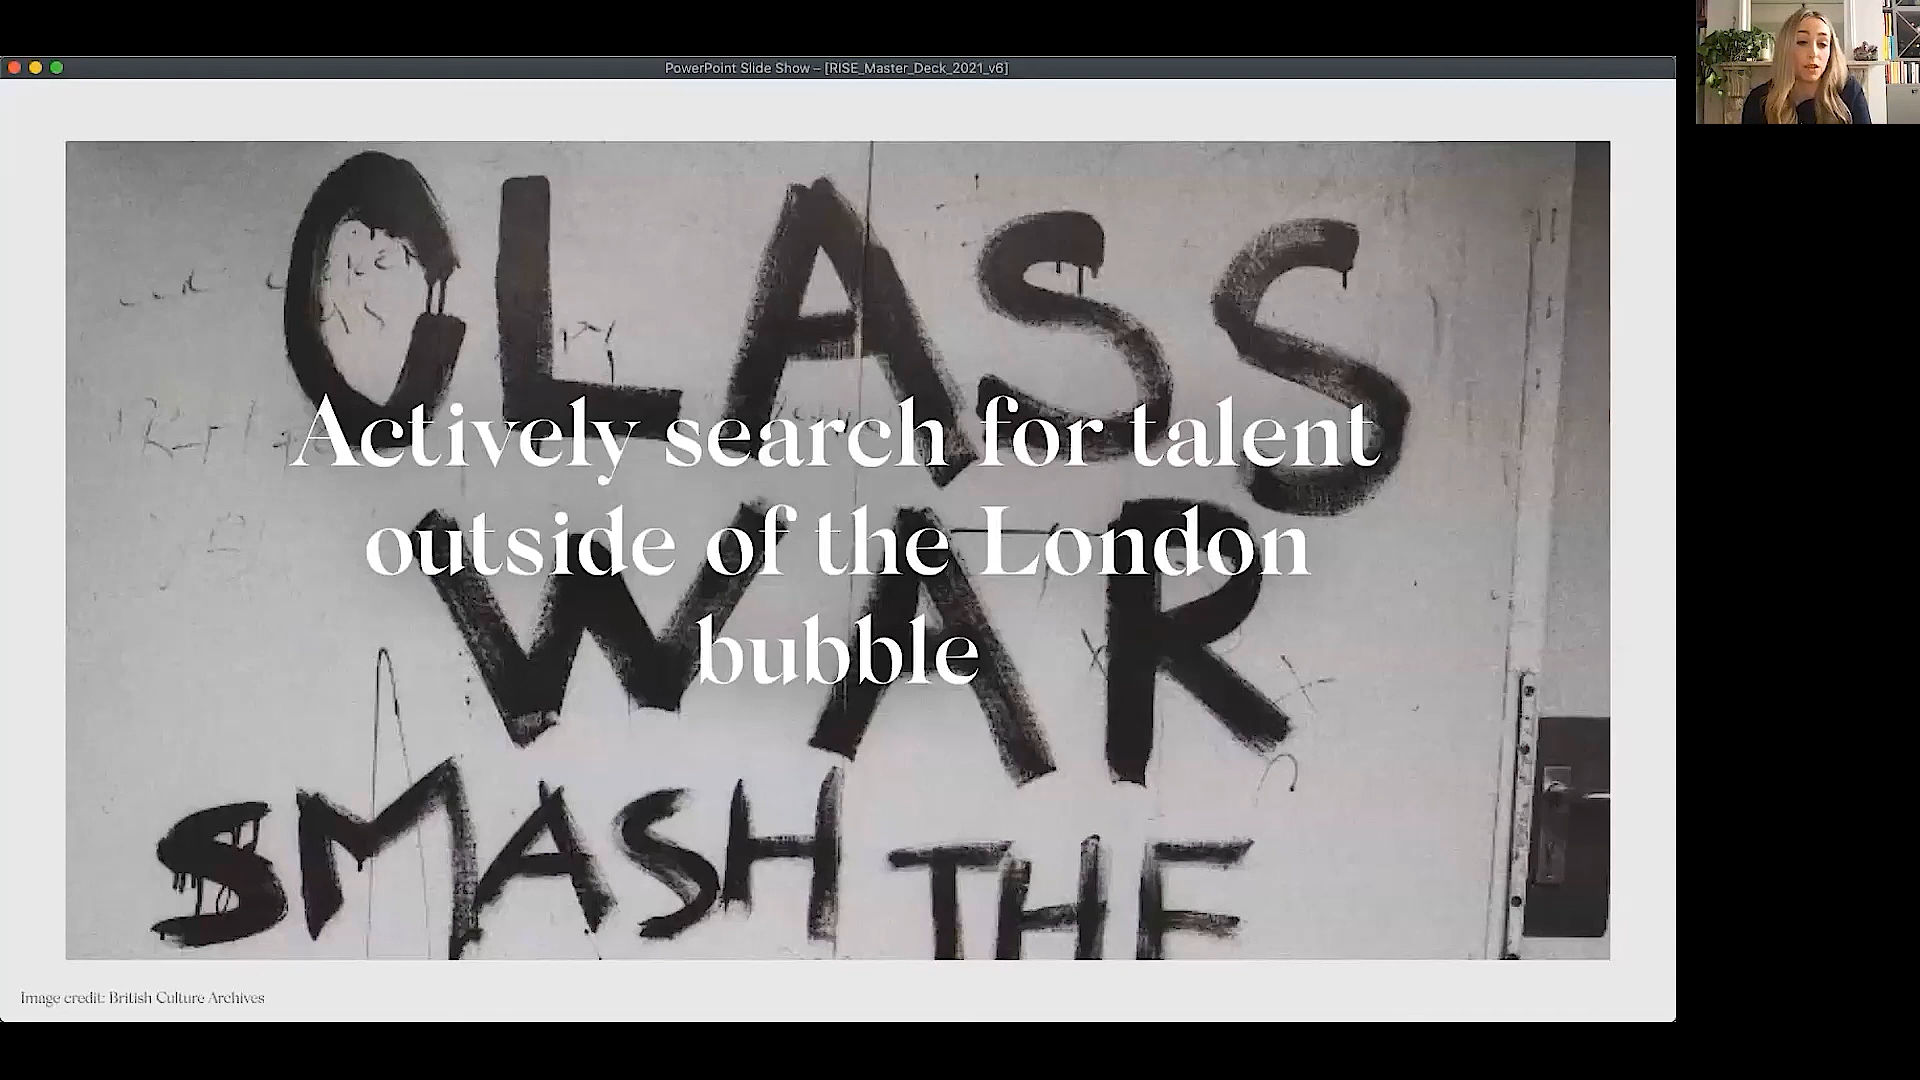 PowerPoint Slide Show – [RISE_Master_Deck_2021_v6]
CLASS
Actively search for talent
outside of the London
bubble
WAR
SMASH THE
Image credit: British Culture Archives